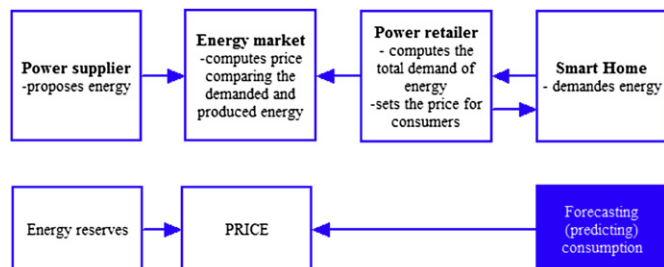 Power supplier
-proposes energy
Energy market
-computes price
comparing the
demanded and
produced energy
Power retailer
- computes the
total demand of
energy
-sets the price for
consumers
Smart Home
- demandes energy
Energy reserves
PRICE
Forecasting
(predicting)
consumption